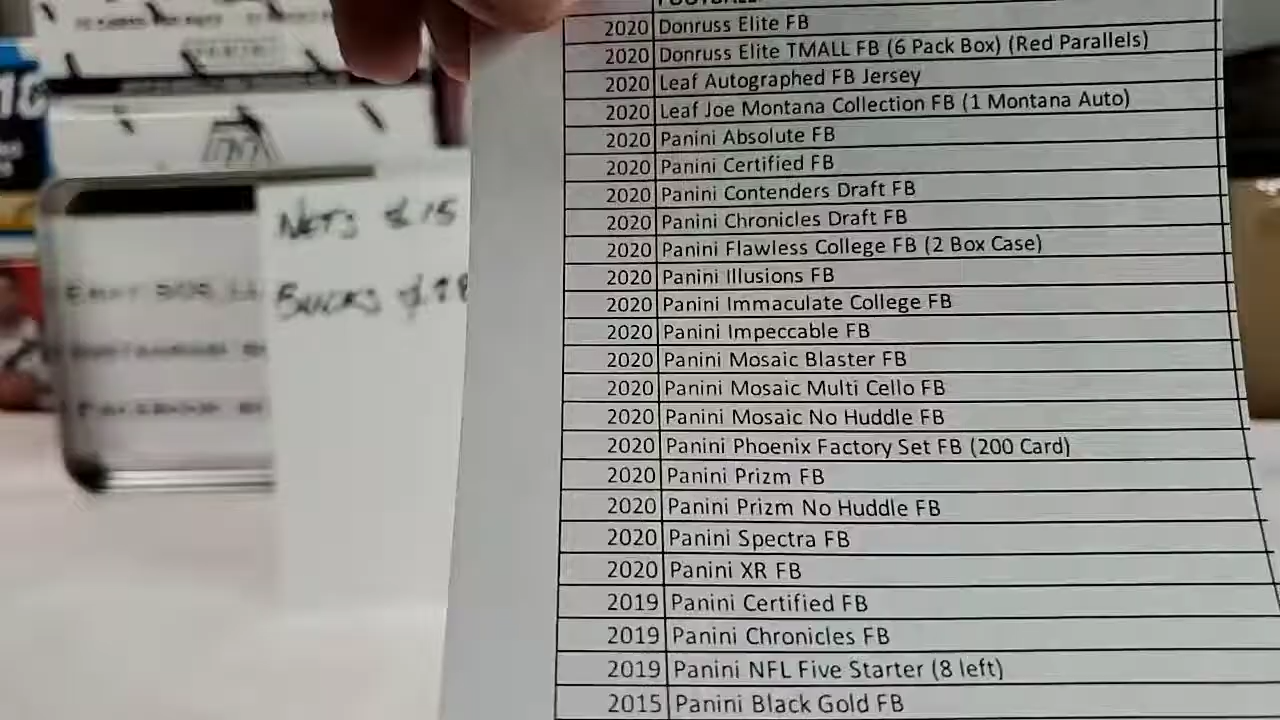 FOOTBALL
2020 Donruss Elite FB
2020 Donruss Elite TMALL FB (6 Pack Box) (Red Parallels)
2020 Leaf Autographed FB Jersey
2020 Leaf Joe Montana Collection FB (1 Montana Auto)
2020 Panini Absolute FB
2020 Panini Certified FB
2020 Panini Contenders Draft FB
2020 Panini Chronicles Draft FB
2020 Panini Flawless College FB (2 Box Case)
2020 Panini Illusions FB
2020 Panini Immaculate College FB
2020 Panini Impeccable FB
2020 Panini Mosaic Blaster FB
2020 Panini Mosaic Multi Cello FB
2020 Panini Mosaic No Huddle FB
2020 Panini Phoenix Factory Set FB (200 Card)
2020 Panini Prizm FB
2020 Panini Prizm No Huddle FB
2020 Panini Spectra FB
2020 Panini XR FB
2019 Panini Certified FB
2019 Panini Chronicles FB
2019 Panini NFL Five Starter (8 left)
2015 Panini Black Gold FB
NETS $15
BUCKS